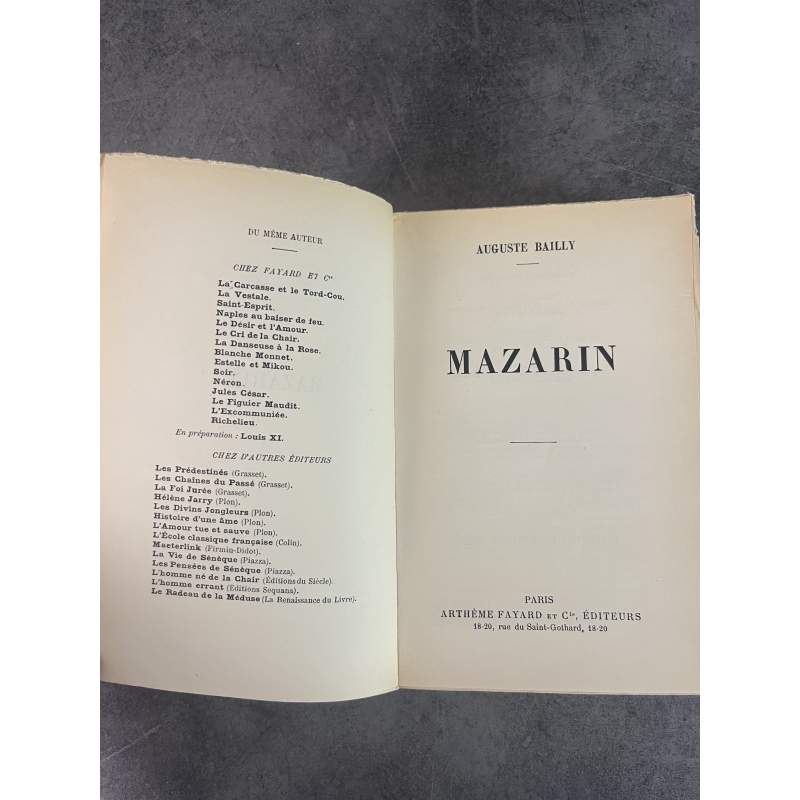 DU MÊME AUTEUR
CHEZ FAYARD ET Cie
La Carcasse et le Tord-Cou.
La Vestale.
Saint-Esprit.
Naples au baiser de feu.
Le Désir et l'Amour.
Le Cri de la Chair.
La Danseuse à la Rose.
Blanche Monnet.
Estelle et Mikou.
Soir.
Néron.
Jules César.
Le Figuier Maudit.
L'Excommuniée.
Richelieu.
En préparation : Louis XI.
CHEZ D'AUTRES ÉDITEURS
Les Prédestinés (Grasset).
Les Chaînes du Passé (Grasset).
La Foi Jurée (Grasset).
Hélène Jarry (Plon).
Les Divins Jongleurs (Plon).
Histoire d'une âme (Plon).
L'Amour tue et sauve (Plon).
L'École classique française (Colin).
Maeterlink (Firmin-Didot).
La Vie de Sénèque (Piazza).
Les Pensées de Sénèque (Piazza).
L'homme né de la Chair (Éditions du Siècle).
L'homme errant (Editions Sequana).
Le Radeau de la Méduse (La Renaissance du Livre).
AUGUSTE BAILLY
MAZARIN
PARIS
ARTHÈME FAYARD ET Cie, ÉDITEURS
18-20, rue du Saint-Gothard, 18-20